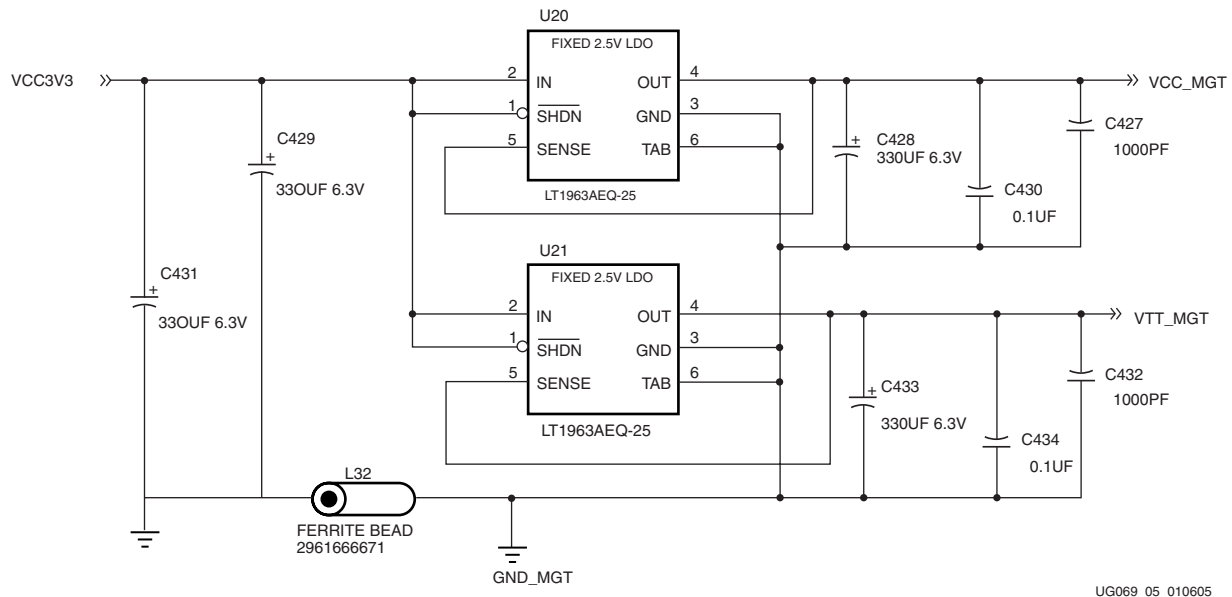 U20
FIXED 2.5V LDO
VCC3V3
2
IN
OUT
4
VCC_MGT
1
SHDN
GND
3
5
SENSE
TAB
6
LT1963AEQ-25
C429
33OUF 6.3V
C428
330UF 6.3V
C427
1000PF
C430
0.1UF
U21
FIXED 2.5V LDO
C431
33OUF 6.3V
2
IN
OUT
4
VTT_MGT
1
SHDN
GND
3
5
SENSE
TAB
6
LT1963AEQ-25
C433
330UF 6.3V
C432
1000PF
C434
0.1UF
L32
FERRITE BEAD
2961666671
GND_MGT
UG069_05_010605